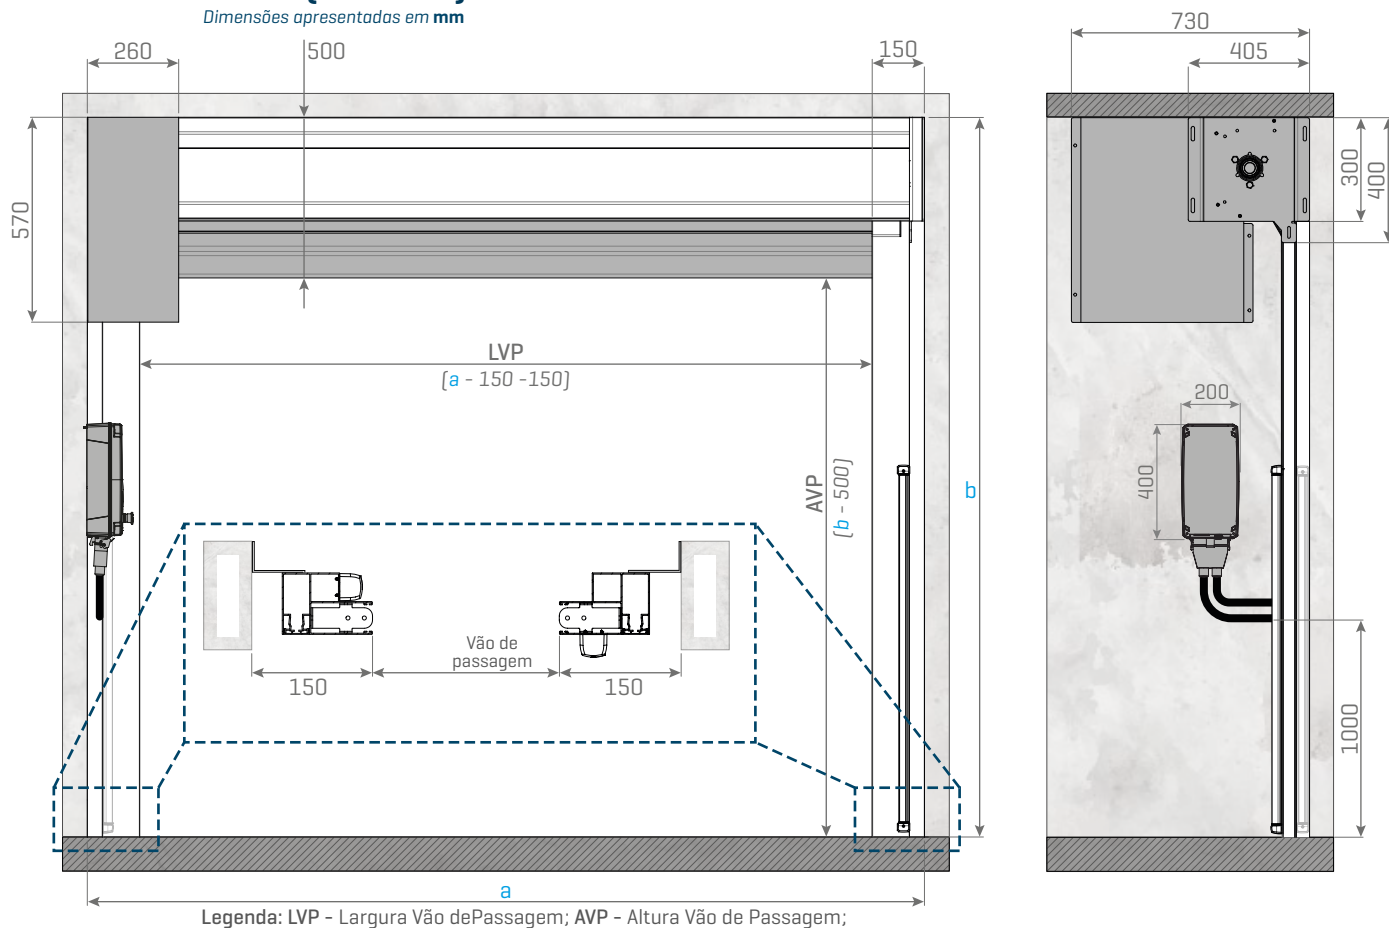 Dimensões apresentadas em mm
260
500
150
570
LVP
[a - 150 -150]
AVP
[b - 500]
b
Vão de
passagem
150
150
a
730
405
300
400
200
400
1000
Legenda: LVP - Largura Vão dePassagem; AVP - Altura Vão de Passagem;